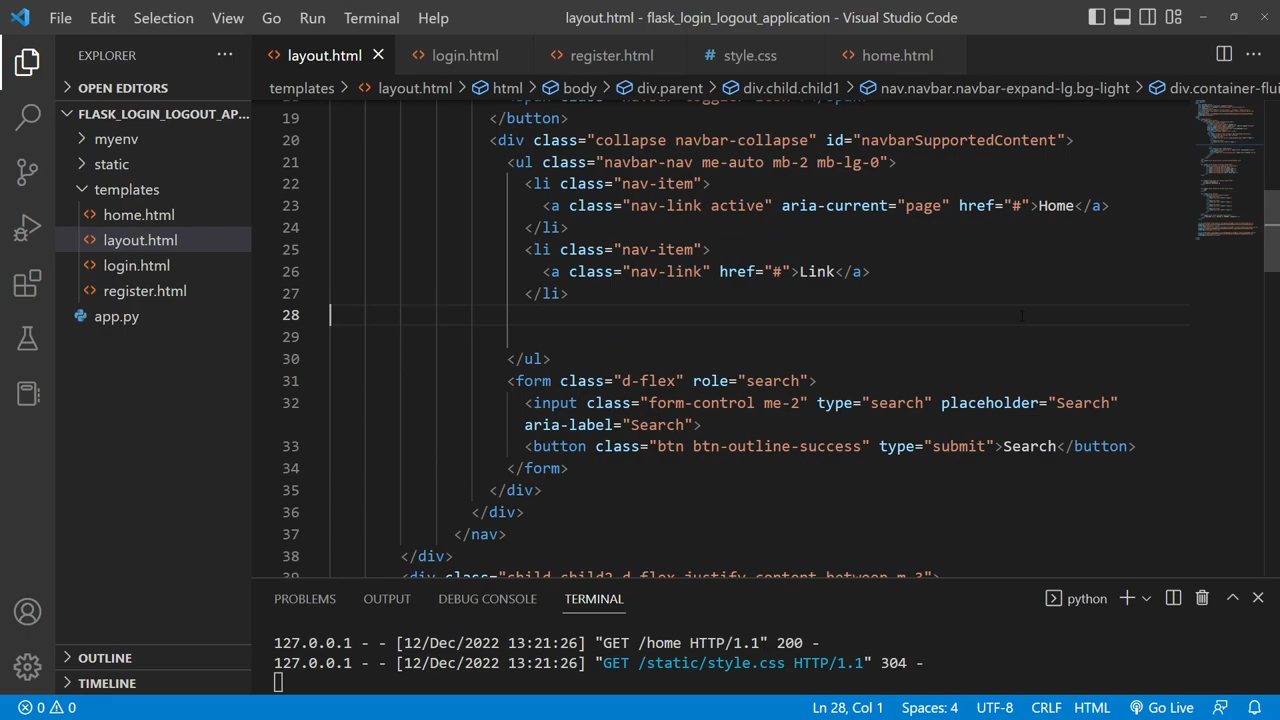 File Edit Selection View Go Run Terminal Help layout.html - flask_login_logout_application - Visual Studio Code
EXPLORER ...
layout.html login.html register.html # style.css home.html ...
OPEN EDITORS
templates > layout.html > html > body > div.parent > div.child.child1 > nav.navbar.navbar-expand-lg.bg-light > div.container-flui
FLASK_LOGIN_LOGOUT_AP...
myenv
static
templates
home.html
layout.html
login.html
register.html
app.py
19 </button>
20 <div class="collapse navbar-collapse" id="navbarSupportedContent">
21 <ul class="navbar-nav me-auto mb-2 mb-lg-0">
22 <li class="nav-item">
23 <a class="nav-link active" aria-current="page" href="#">Home</a>
24 </li>
25 <li class="nav-item">
26 <a class="nav-link" href="#">Link</a>
27 </li>
28
29
30 </ul>
31 <form class="d-flex" role="search">
32 <input class="form-control me-2" type="search" placeholder="Search"
aria-label="Search">
33 <button class="btn btn-outline-success" type="submit">Search</button>
34 </form>
35 </div>
36 </div>
37 </nav>
38 </div>
39 <div class="child child2 d-flex justify-content-between m-3">
PROBLEMS OUTPUT DEBUG CONSOLE TERMINAL python
127.0.0.1 - - [12/Dec/2022 13:21:26] "GET /home HTTP/1.1" 200 -
127.0.0.1 - - [12/Dec/2022 13:21:26] "GET /static/style.css HTTP/1.1" 304 -
OUTLINE
TIMELINE
0 0 Ln 28, Col 1 Spaces: 4 UTF-8 CRLF HTML Go Live